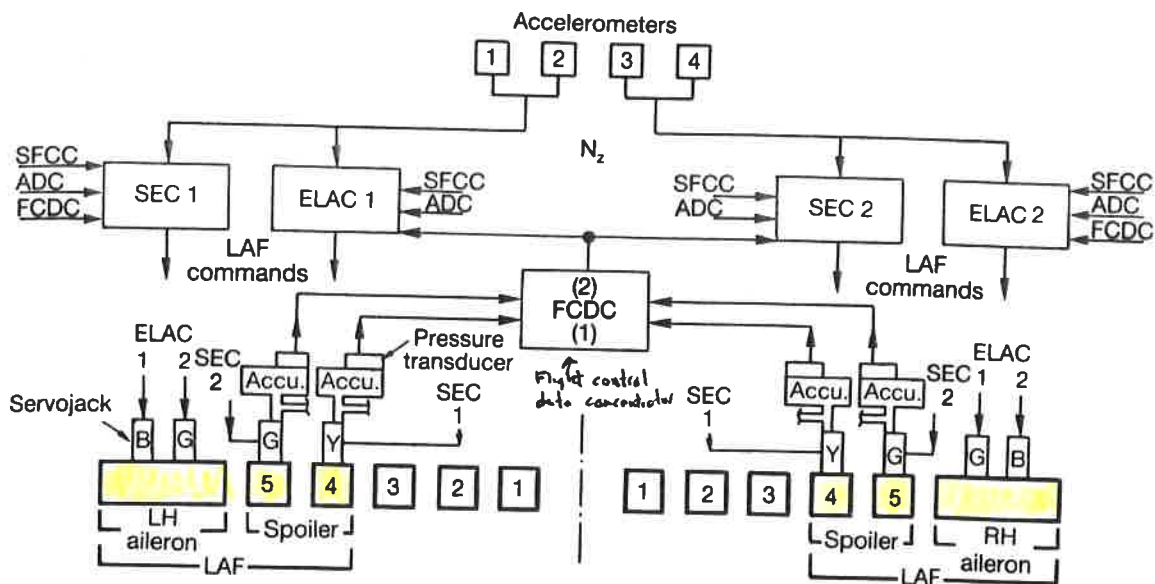 Accelerometers
1 2 3 4
N₂
SFCC
ADC
FCDC
SEC 1
ELAC 1
SFCC
ADC
SFCC
ADC
SEC 2
ELAC 2
SFCC
ADC
FCDC
LAF
commands
LAF
commands
(2)
FCDC
(1)
Flight control
data concentrator
Pressure
transducer
ELAC
1 2
SEC
2
Accu.
Accu.
SEC
1
Servojack
B
G
G
Y
5
4
3
2
1
LH
aileron
Spoiler
LAF
SEC
1
Accu.
Accu.
SEC
2
ELAC
1 2
Y
G
G
B
1
2
3
4
5
Spoiler
RH
aileron
LAF